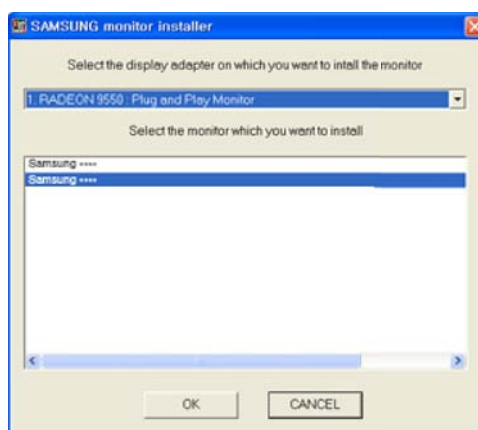 SAMSUNG monitor installer
Select the display adapter on which you want to intall the monitor
1. RADEON 9550 : Plug and Play Monitor
Select the monitor which you want to install
Samsung ••••
Samsung ••••
OK
CANCEL